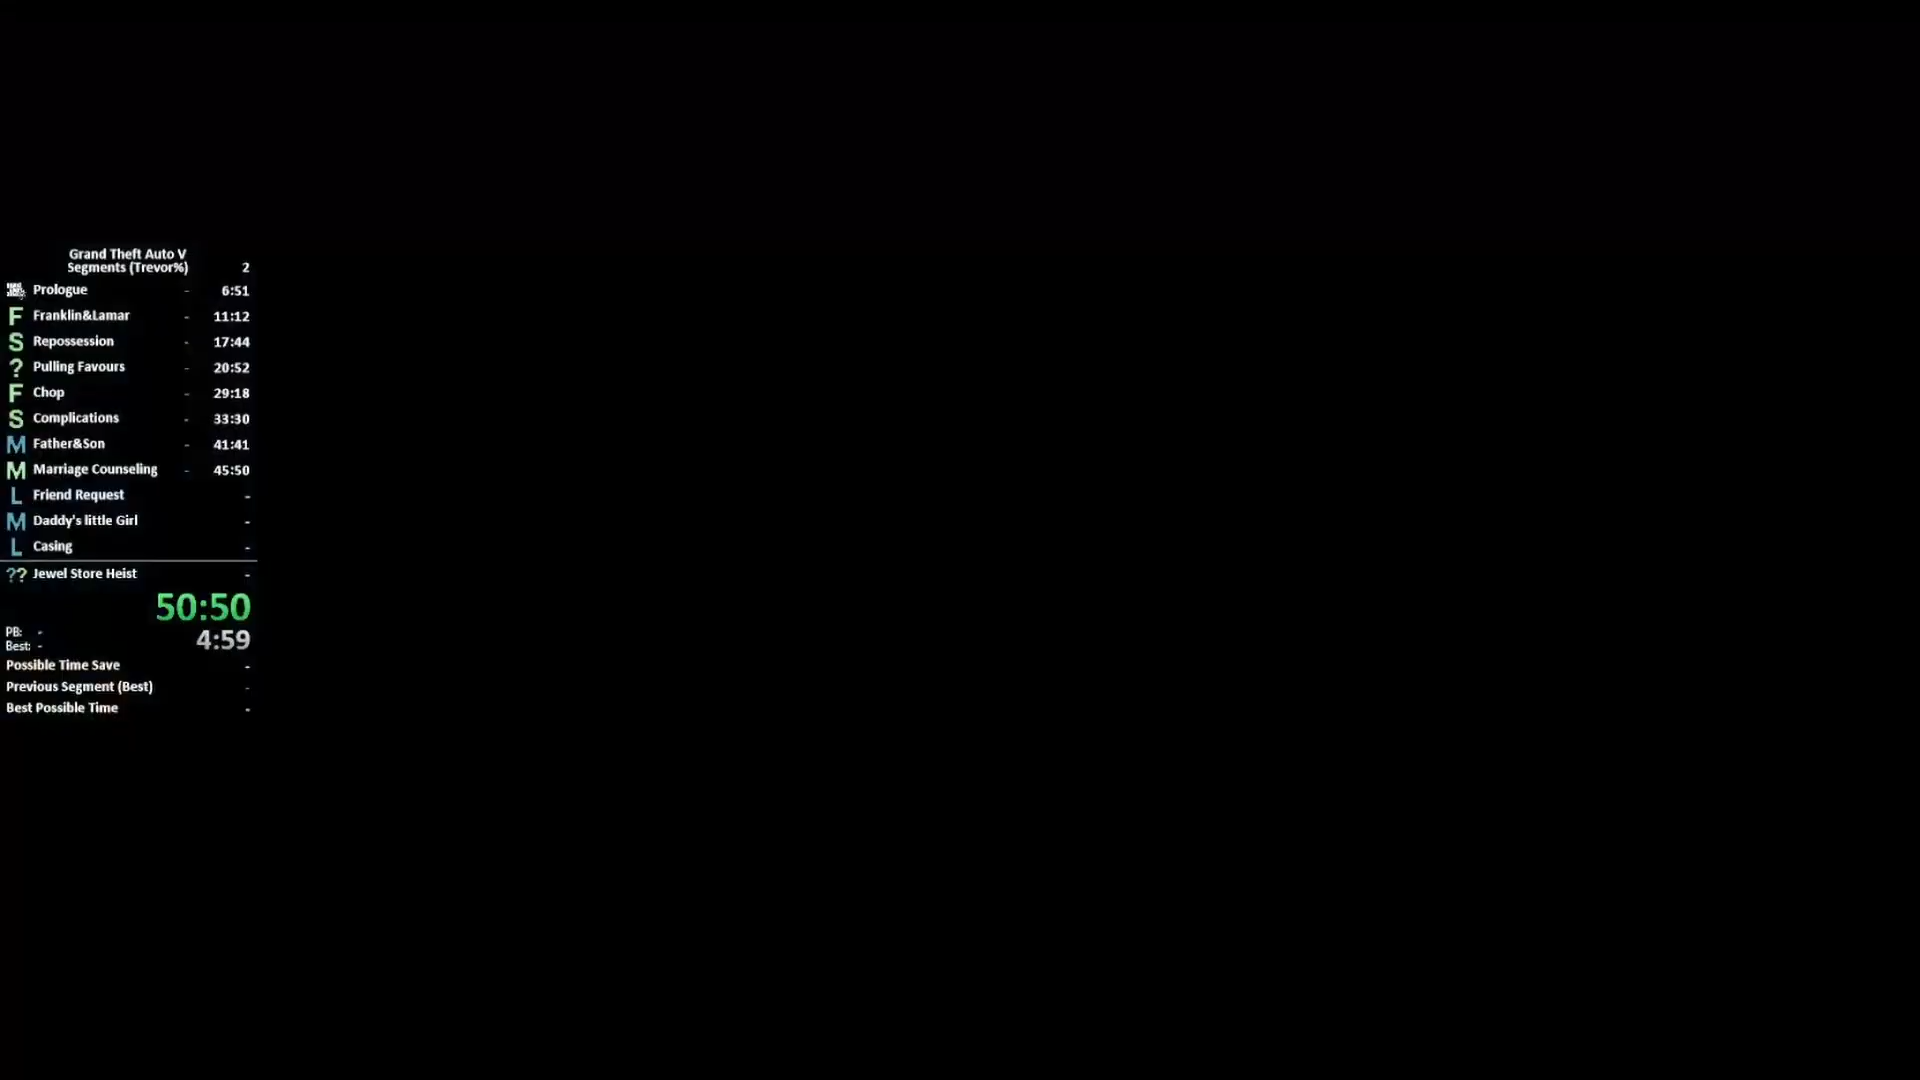 Grand Theft Auto V
Segments (Trevor%) 2
Prologue - 6:51
F Franklin&Lamar - 11:12
S Repossession - 17:44
? Pulling Favours - 20:52
F Chop - 29:18
S Complications - 33:30
M Father&Son - 41:41
M Marriage Counseling - 45:50
L Friend Request -
M Daddy's little Girl -
L Casing -
?? Jewel Store Heist -
50:50
PB: - 4:59
Best: -
Possible Time Save -
Previous Segment (Best) -
Best Possible Time -